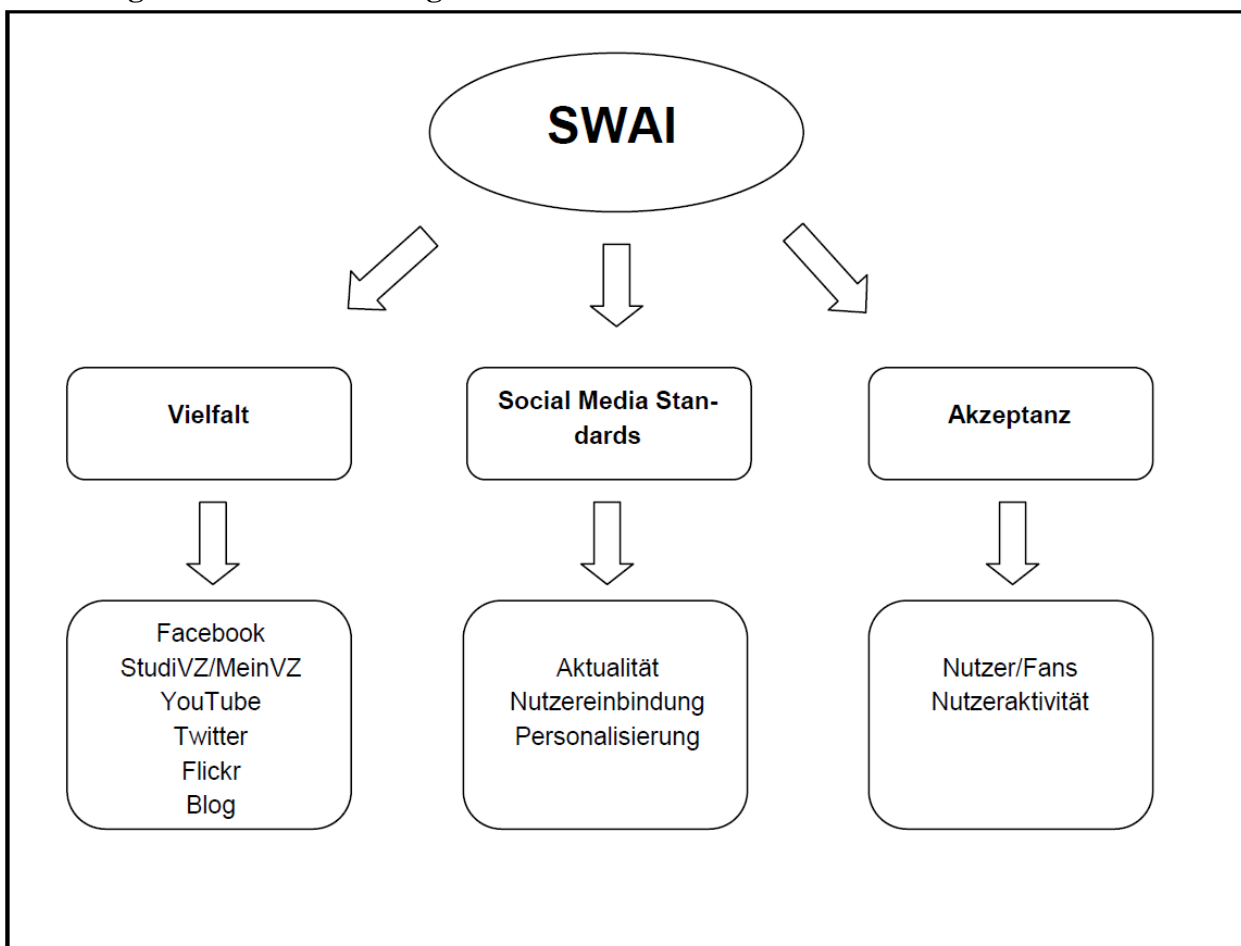 SWAI
Vielfalt
Social Media Stan-
dards
Akzeptanz
Facebook
StudiVZ/MeinVZ
YouTube
Twitter
Flickr
Blog
Aktualität
Nutzereinbindung
Personalisierung
Nutzer/Fans
Nutzeraktivität